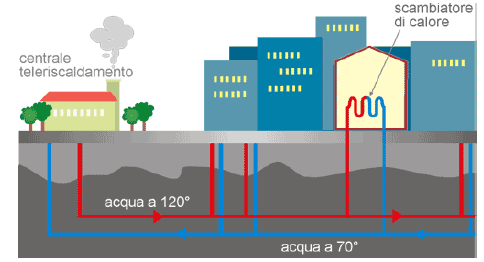 scambiatore
di calore
centrale
teleriscaldamento
acqua a 120°
acqua a 70°